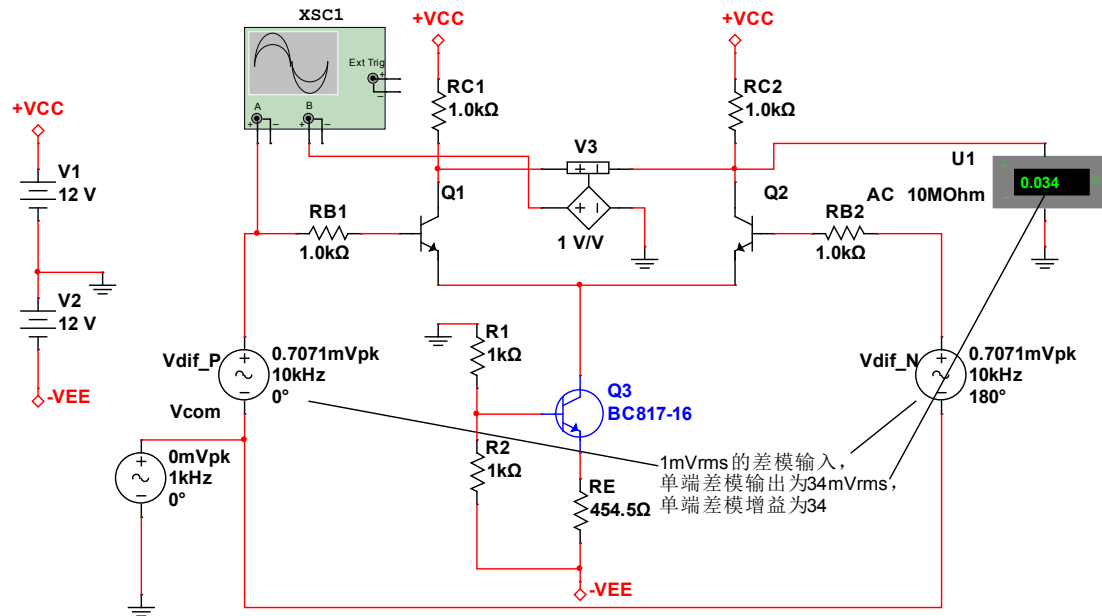 XSC1
Ext Trig
+
−
A
B
+ −
+ −
+VCC
RC1
1.0kΩ
+VCC
RC2
1.0kΩ
+VCC
V1
12 V
V2
12 V
-VEE
V3
+ −
+ −
1 V/V
Q1
Q2
U1
+
−
0.034
V
AC 10MOhm
RB1
1.0kΩ
RB2
1.0kΩ
Vdif_P
+
−
0.7071mVpk
10kHz
0°
Vcom
+
−
0mVpk
1kHz
0°
R1
1kΩ
R2
1kΩ
Q3
BC817-16
RE
454.5Ω
-VEE
Vdif_N
+
−
0.7071mVpk
10kHz
180°
1mVrms的差模输入，
单端差模输出为34mVrms，
单端差模增益为34